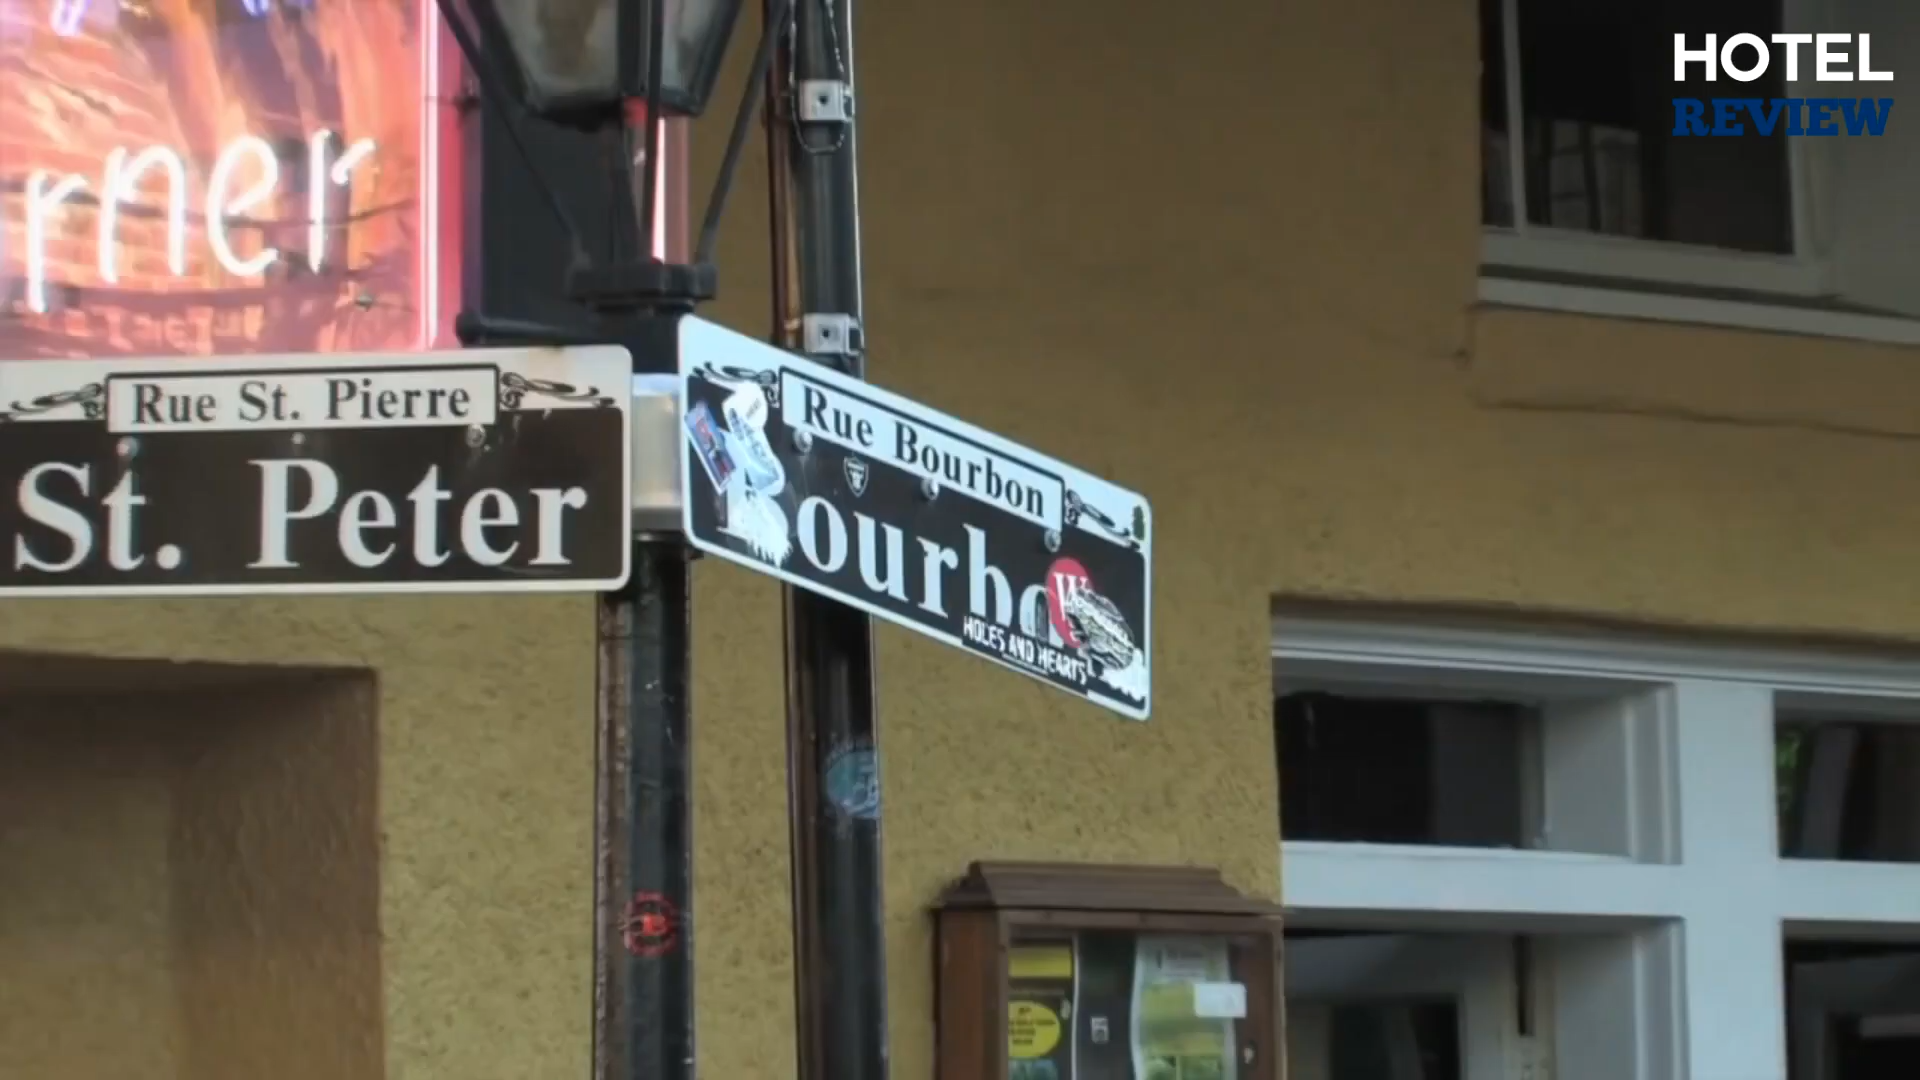 HOTEL
REVIEW
rner
Rue St. Pierre
St. Peter
Rue Bourbon
Bourbo
W
HOLES AND HEARTS